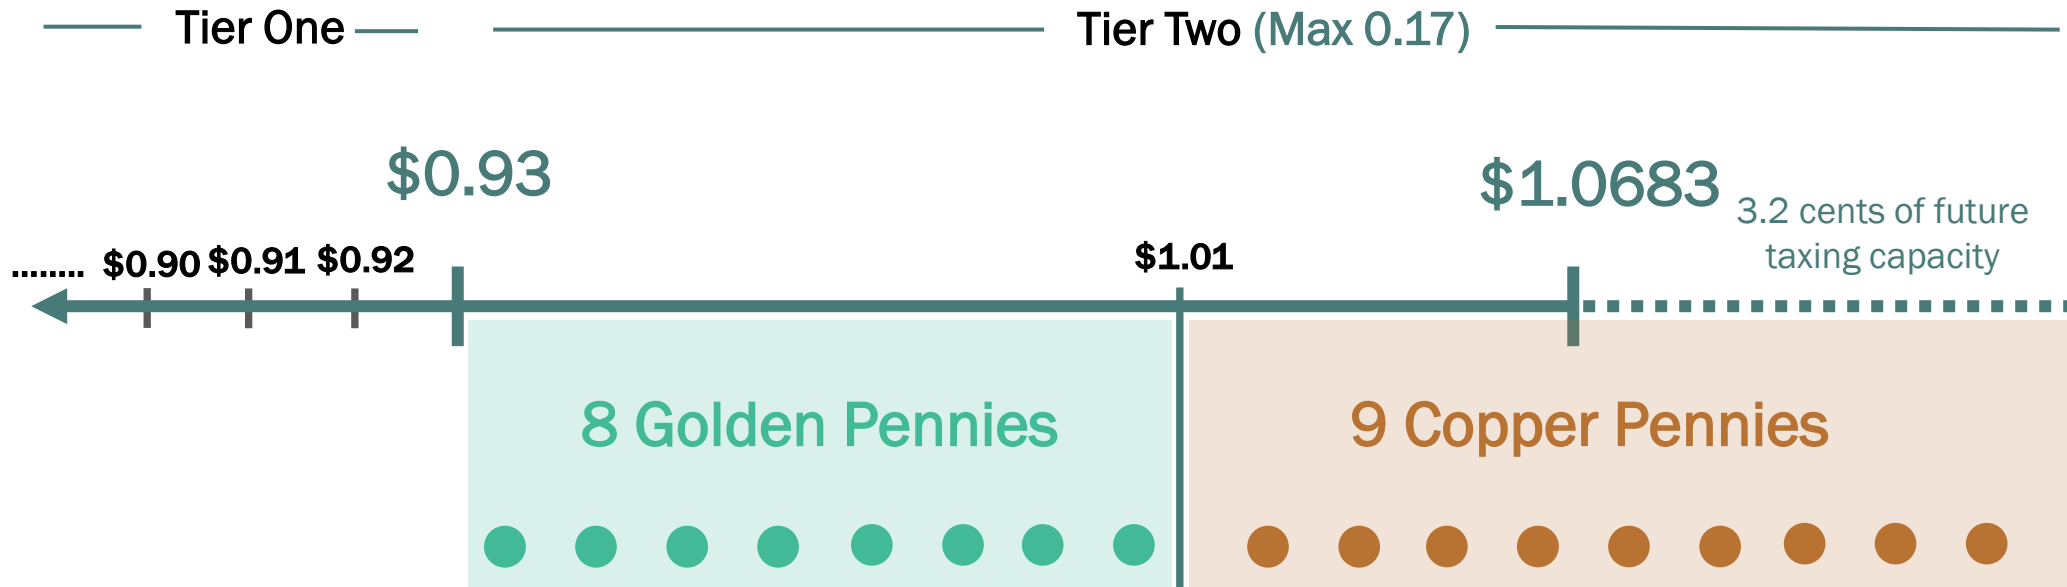 Tier One
Tier Two (Max 0.17)
$0.93
$1.0683
3.2 cents of future
taxing capacity
........ $0.90 $0.91 $0.92
$1.01
8 Golden Pennies
9 Copper Pennies